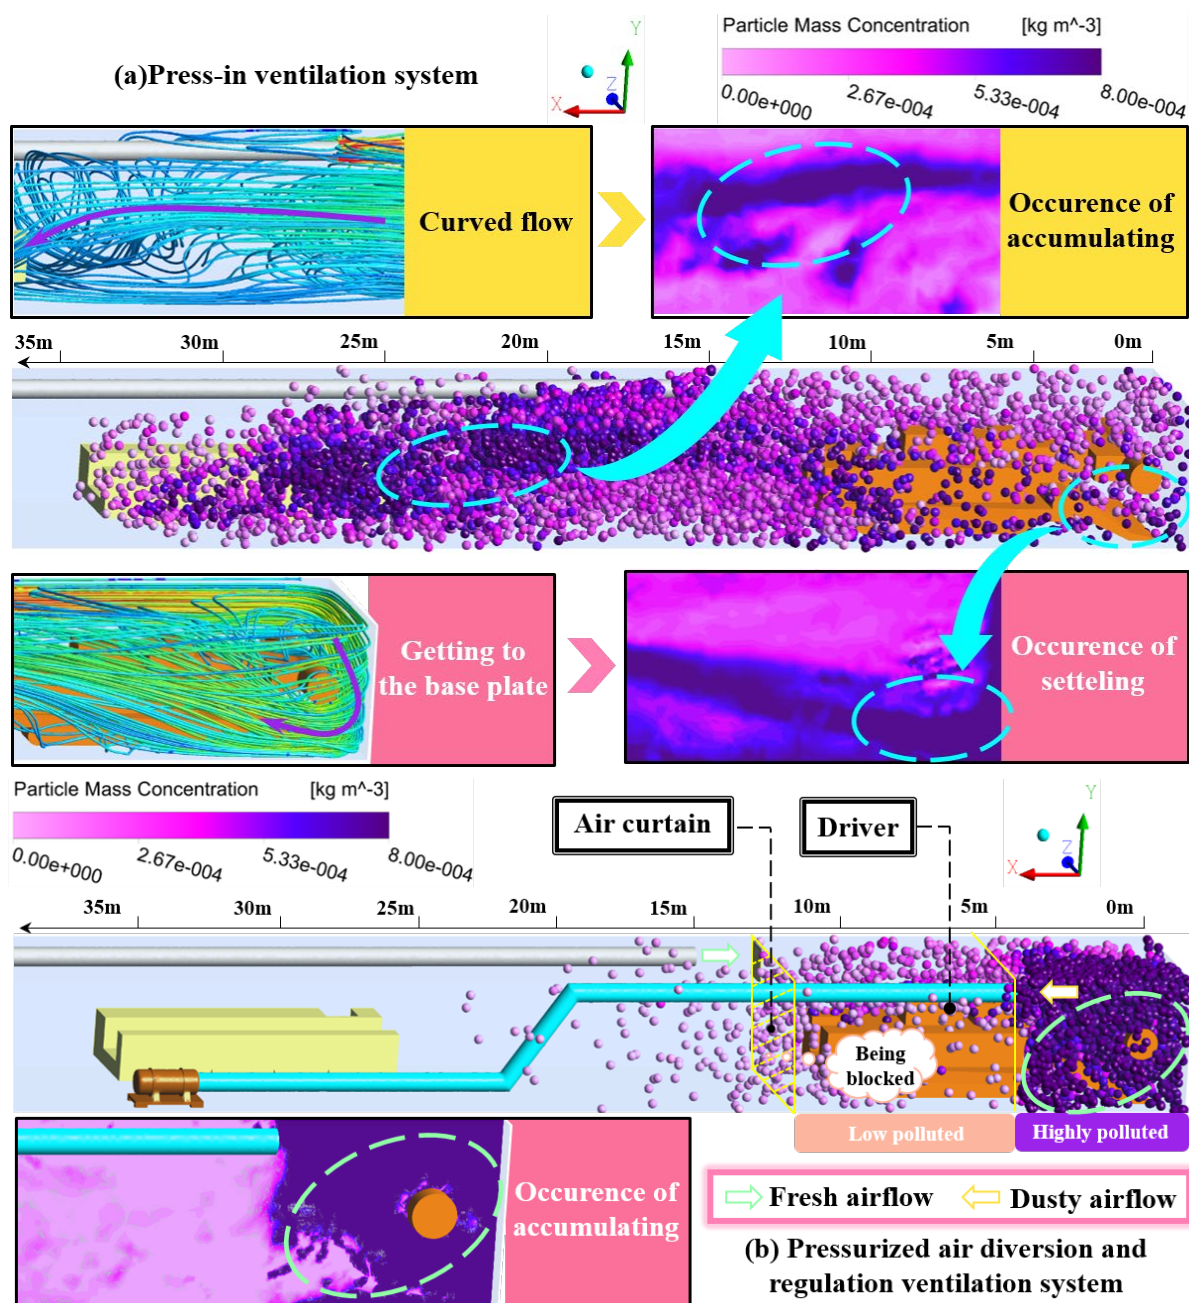 (a)Press-in ventilation system
Y
Z
X
Particle Mass Concentration [kg m^-3]
0.00e+000 2.67e-004 5.33e-004 8.00e-004
Curved flow
Occurence of
accumulating
35m 30m 25m 20m 15m 10m 5m 0m
Getting to
the base plate
Occurence of
setteling
Particle Mass Concentration [kg m^-3]
0.00e+000 2.67e-004 5.33e-004 8.00e-004
Air curtain
Driver
Y
Z
X
35m 30m 25m 20m 15m 10m 5m 0m
Being
blocked
Low polluted
Highly polluted
Occurence of
accumulating
Fresh airflow
Dusty airflow
(b) Pressurized air diversion and
regulation ventilation system